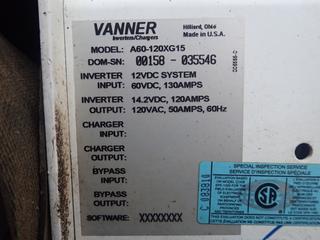 VANNER
Inverters/Chargers
Hilliard, Ohio
Made in U.S.A.
MODEL: A60-120XG15
DOM-SN: 00158 - 035546
INVERTER 12VDC SYSTEM
INPUT: 60VDC, 130AMPS
INVERTER 14.2VDC, 120AMPS
OUTPUT: 120VAC, 50AMPS, 60Hz
CHARGER
INPUT:
CHARGER
OUTPUT:
BYPASS
INPUT:
BYPASS
OUTPUT:
SOFTWARE: XXXXXXXX
SPECIAL INSPECTION SERVICE
SERVICE D'INSPECTION SPÉCIALE